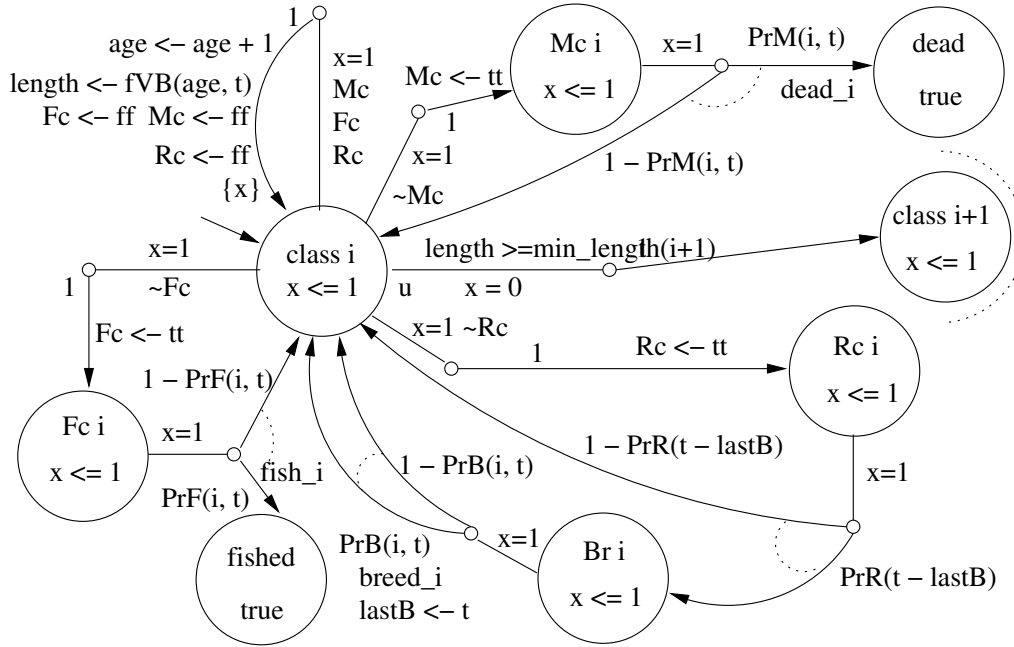 1
age <– age + 1
length <– fVB(age, t)
Fc <– ff Mc <– ff
Rc <– ff
{x}
x=1
Mc
Fc
Rc
Mc <– tt
1
x=1
~Mc
Mc i
x <= 1
x=1
PrM(i, t)
dead_i
dead
true
1 – PrM(i, t)
class i
x <= 1
length >=min_length(i+1)
1
u
x = 0
class i+1
x <= 1
x=1
~Fc
1
Fc <– tt
x=1 ~Rc
1
Rc <– tt
Rc i
x <= 1
1 – PrF(i, t)
Fc i
x <= 1
x=1
fish_i
PrF(i, t)
fished
true
1 – PrB(i, t)
1 – PrR(t – lastB)
x=1
PrB(i, t)
breed_i
lastB <– t
x=1
Br i
x <= 1
PrR(t – lastB)